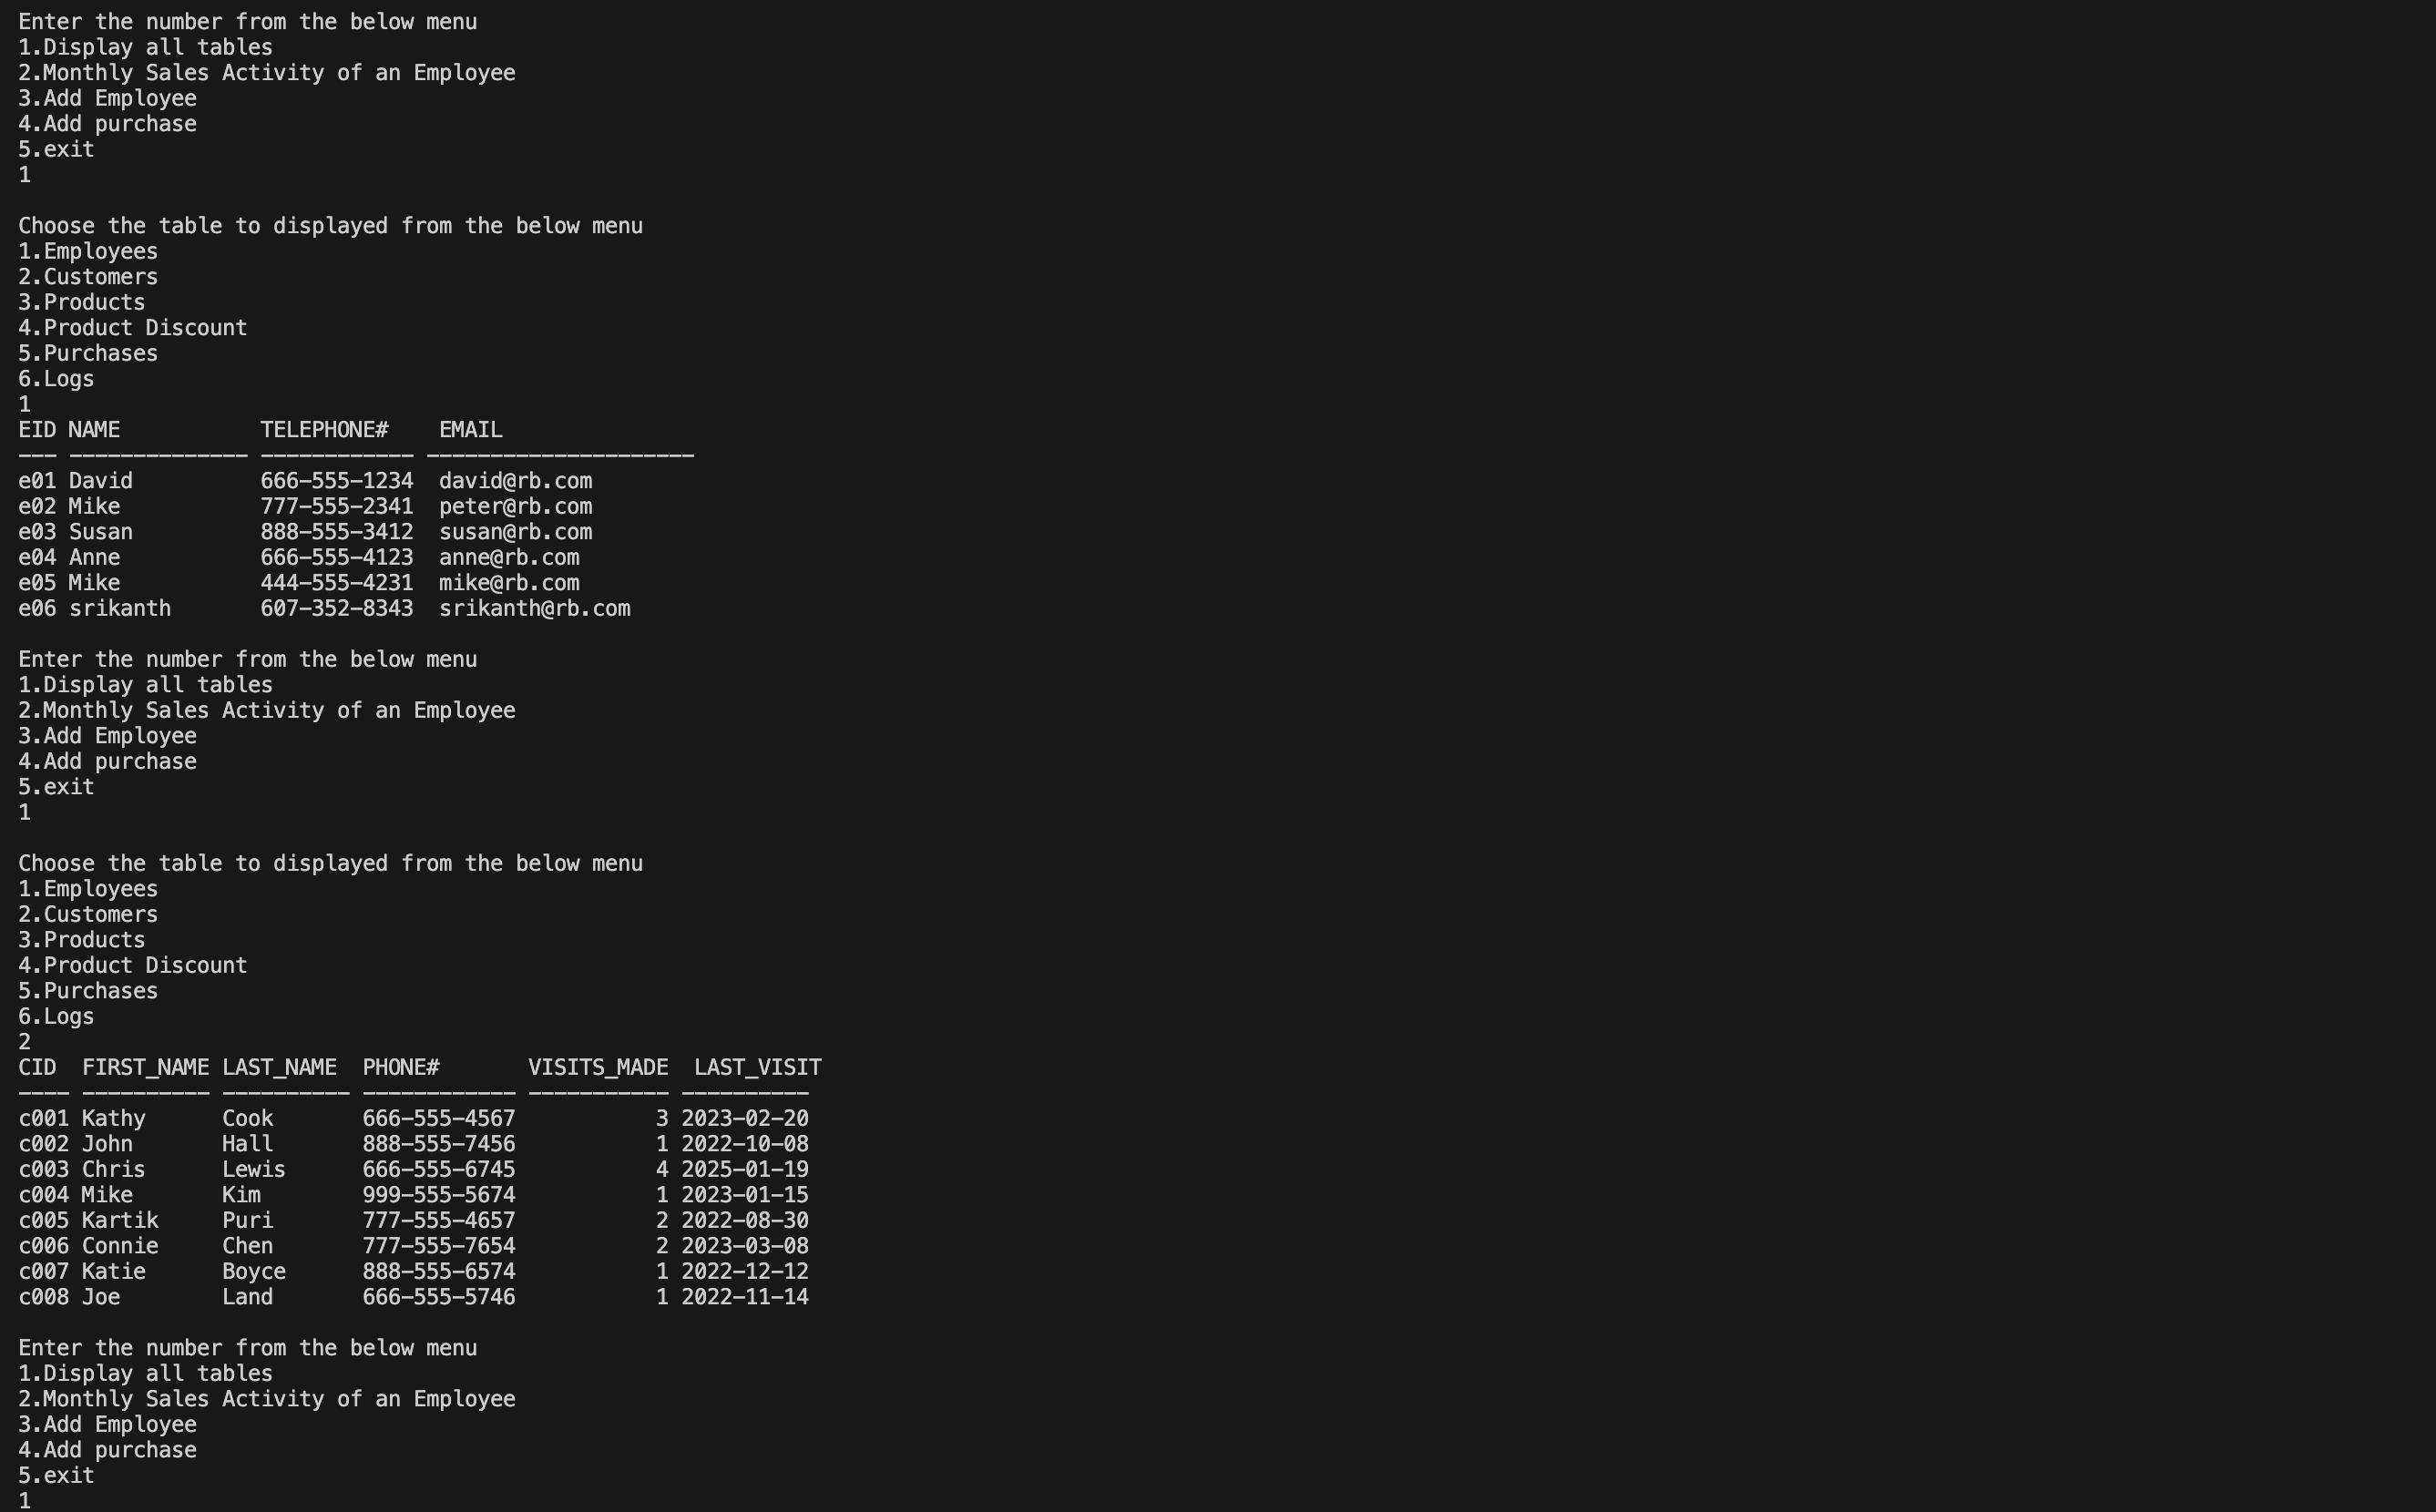 Enter the number from the below menu
1.Display all tables
2.Monthly Sales Activity of an Employee
3.Add Employee
4.Add purchase
5.exit
1

Choose the table to displayed from the below menu
1.Employees
2.Customers
3.Products
4.Product Discount
5.Purchases
6.Logs
1
EID NAME           TELEPHONE#    EMAIL
--- -------------- ------------ ---------------------
e01 David          666-555-1234  david@rb.com
e02 Mike           777-555-2341  peter@rb.com
e03 Susan          888-555-3412  susan@rb.com
e04 Anne           666-555-4123  anne@rb.com
e05 Mike           444-555-4231  mike@rb.com
e06 srikanth       607-352-8343  srikanth@rb.com

Enter the number from the below menu
1.Display all tables
2.Monthly Sales Activity of an Employee
3.Add Employee
4.Add purchase
5.exit
1

Choose the table to displayed from the below menu
1.Employees
2.Customers
3.Products
4.Product Discount
5.Purchases
6.Logs
2
CID  FIRST_NAME LAST_NAME  PHONE#       VISITS_MADE  LAST_VISIT
---- ---------- ---------- ------------ ----------- ----------
c001 Kathy      Cook       666-555-4567           3 2023-02-20
c002 John       Hall       888-555-7456           1 2022-10-08
c003 Chris      Lewis      666-555-6745           4 2025-01-19
c004 Mike       Kim        999-555-5674           1 2023-01-15
c005 Kartik     Puri       777-555-4657           2 2022-08-30
c006 Connie     Chen       777-555-7654           2 2023-03-08
c007 Katie      Boyce      888-555-6574           1 2022-12-12
c008 Joe        Land       666-555-5746           1 2022-11-14

Enter the number from the below menu
1.Display all tables
2.Monthly Sales Activity of an Employee
3.Add Employee
4.Add purchase
5.exit
1